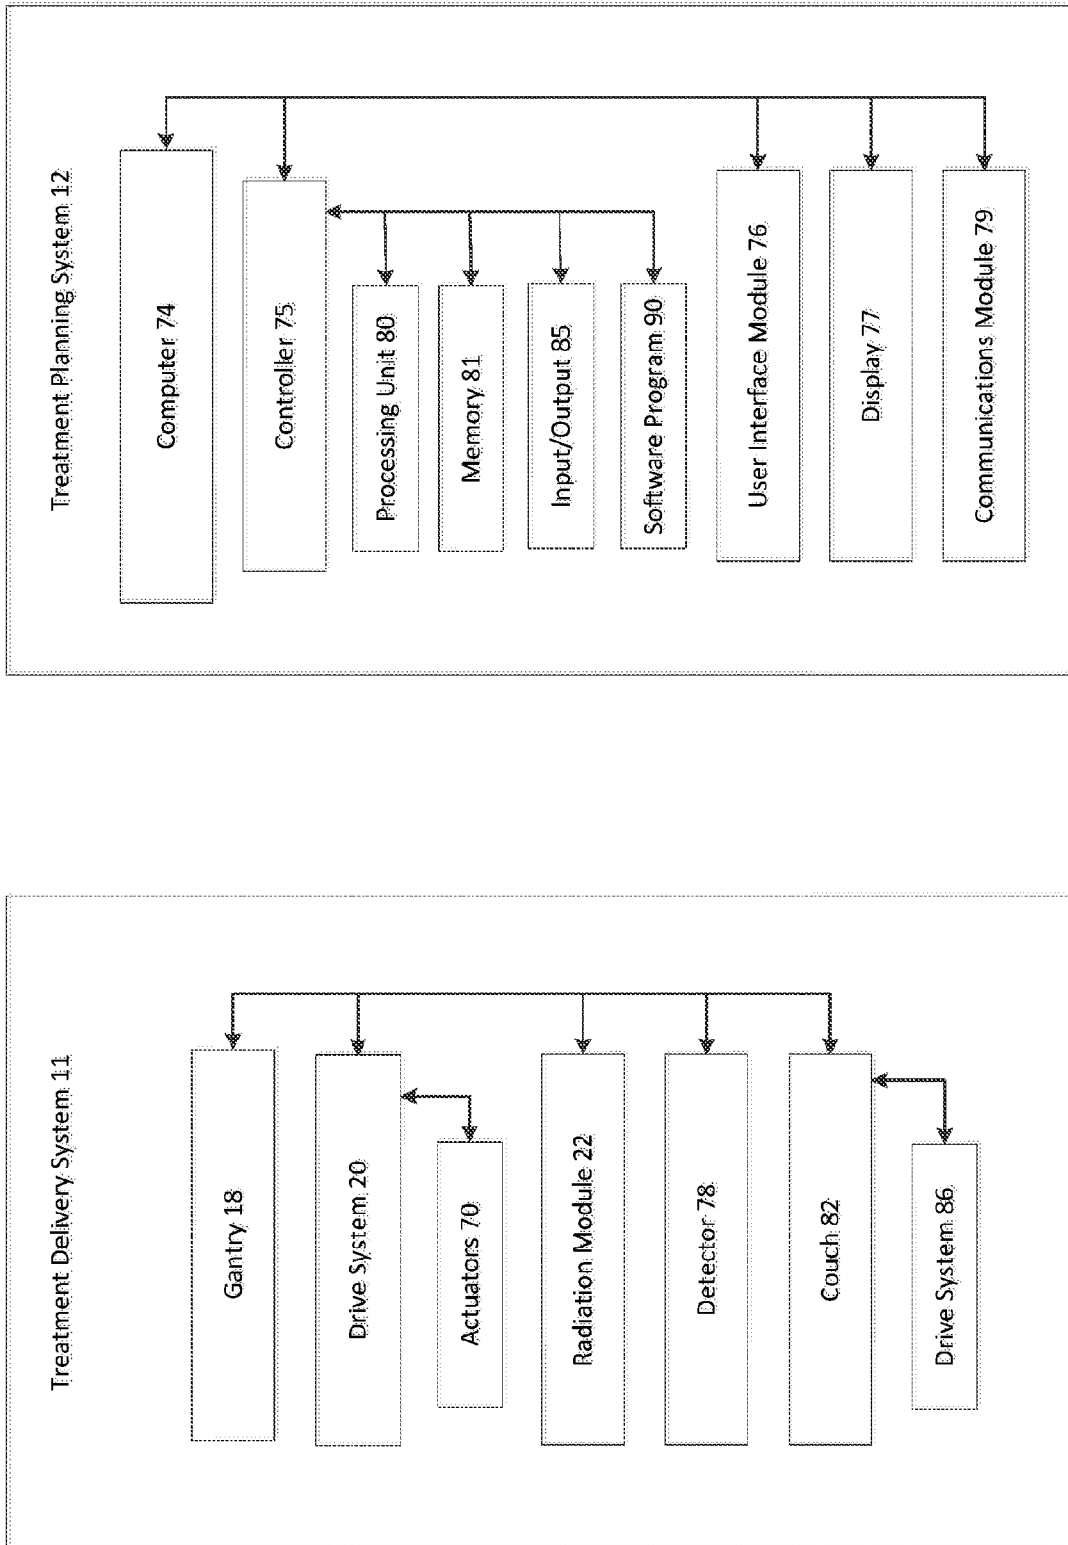 Treatment Delivery System 11
Gantry 18
Drive System 20
Actuators 70
Radiation Module 22
Detector 78
Couch 82
Drive System 86
Treatment Planning System 12
Computer 74
Controller 75
Processing Unit 80
Memory 81
Input/Output 85
Software Program 90
User Interface Module 76
Display 77
Communications Module 79